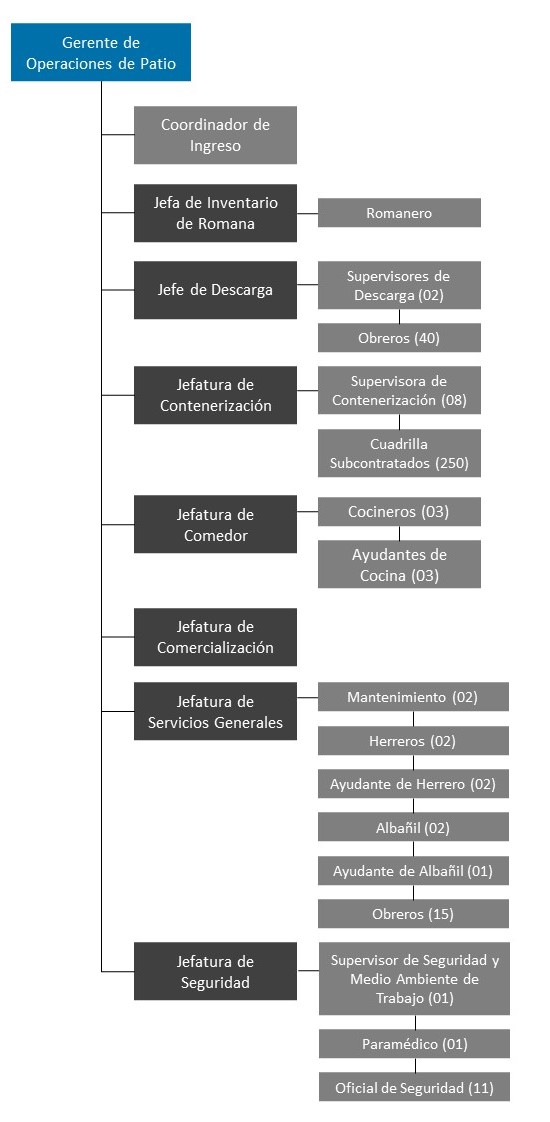 Gerente de
Operaciones de Patio
Coordinador de
Ingreso
Jefa de Inventario
de Romana
Romanero
Jefe de Descarga
Supervisores de
Descarga (02)
Obreros (40)
Jefatura de
Contenerización
Supervisora de
Contenerización (08)
Cuadrilla
Subcontratados (250)
Jefatura de
Comedor
Cocineros (03)
Ayudantes de
Cocina (03)
Jefatura de
Comercialización
Jefatura de
Servicios Generales
Mantenimiento (02)
Herreros (02)
Ayudante de Herrero (02)
Albañil (02)
Ayudante de Albañil (01)
Obreros (15)
Jefatura de
Seguridad
Supervisor de Seguridad y
Medio Ambiente de
Trabajo (01)
Paramédico (01)
Oficial de Seguridad (11)